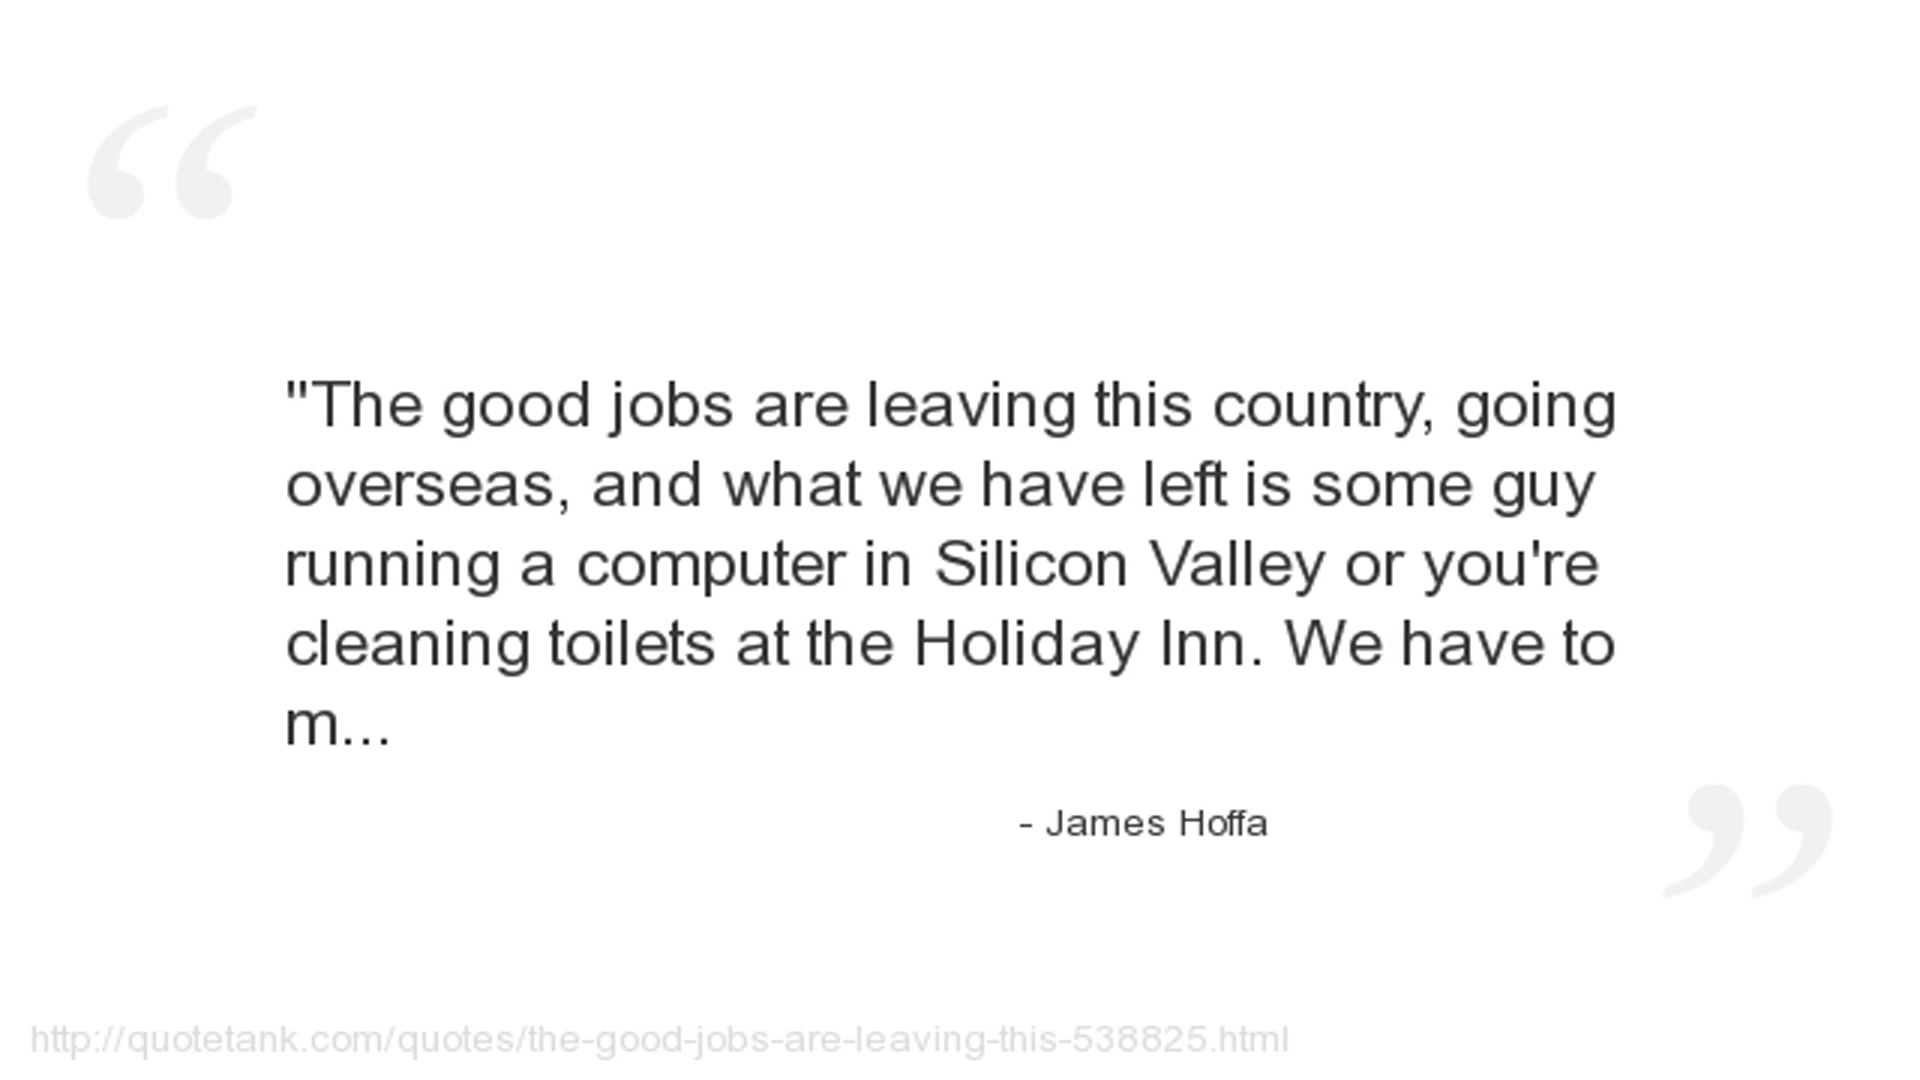 "The good jobs are leaving this country, going
overseas, and what we have left is some guy
running a computer in Silicon Valley or you're
cleaning toilets at the Holiday Inn. We have to
m...
- James Hoffa
http://quotetank.com/quotes/the-good-jobs-are-leaving-this-538825.html